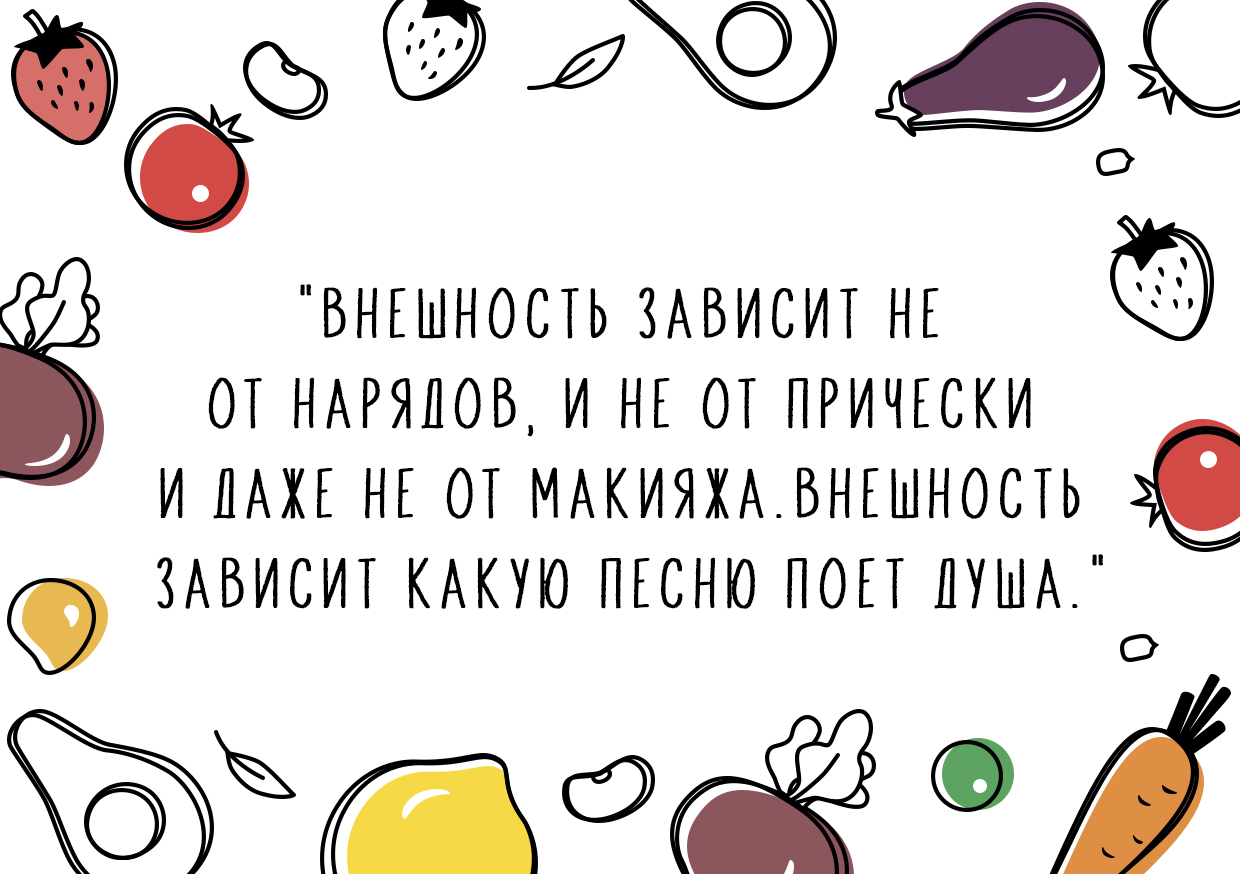 "ВНЕШНОСТЬ ЗАВИСИТ НЕ
ОТ НАРЯДОВ, И НЕ ОТ ПРИЧЕСКИ
И ДАЖЕ НЕ ОТ МАКИЯЖА.ВНЕШНОСТЬ
ЗАВИСИТ КАКУЮ ПЕСНЮ ПОЕТ ДУША."